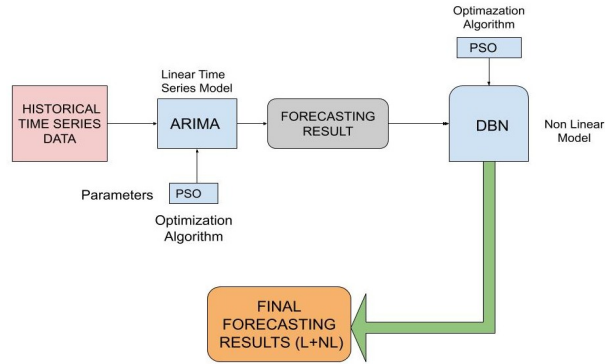 Optimazation
Algorithm
PSO
Linear Time
Series Model
HISTORICAL
TIME SERIES
DATA
ARIMA
FORECASTING
RESULT
DBN
Non Linear
Model
Parameters
PSO
Optimization
Algorithm
FINAL
FORECASTING
RESULTS (L+NL)